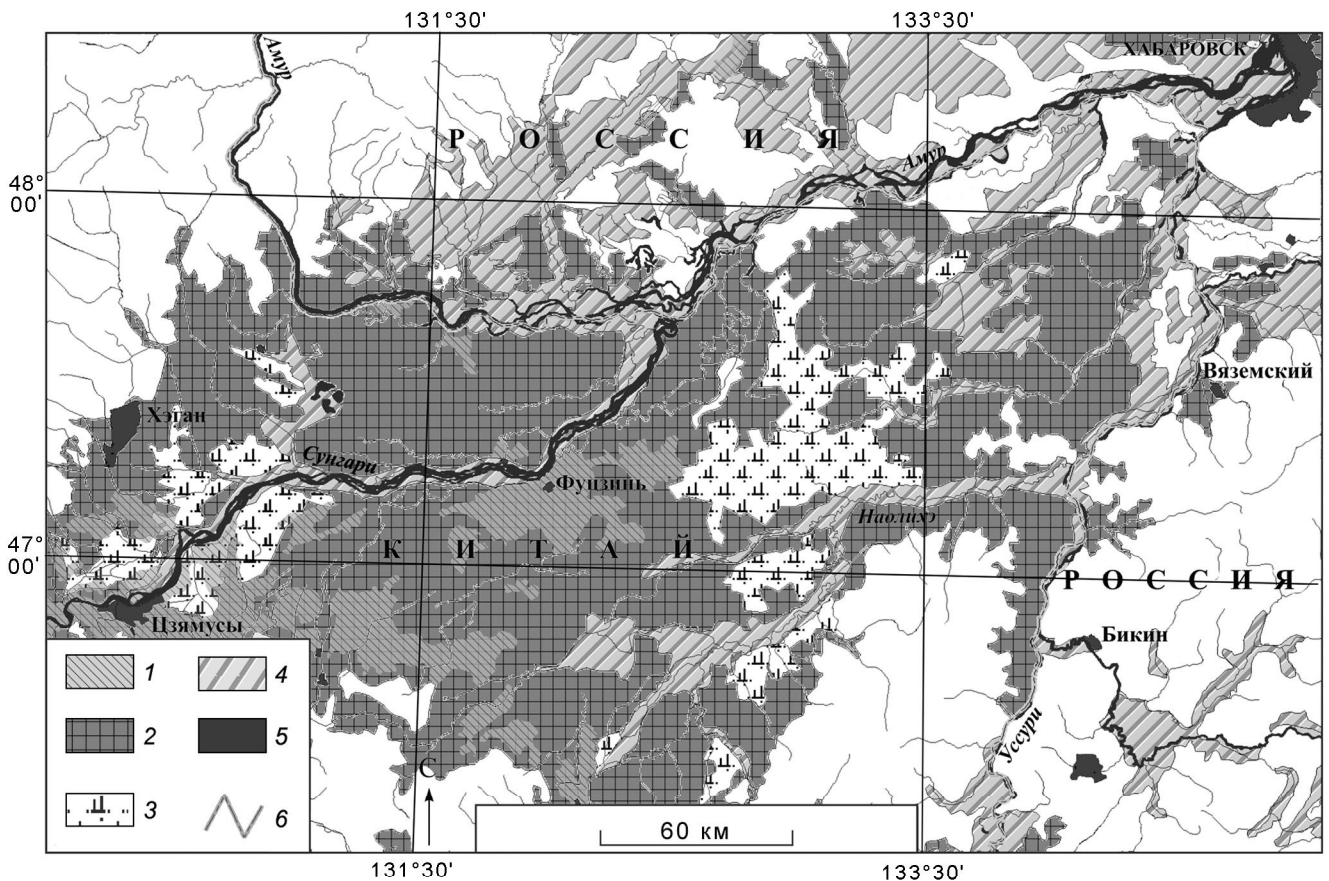 131°30'
133°30'
Амур
ХАБАРОВСК
Р О С С И Я
Амур
48°
00'
Вяземский
Хэган
Сунгари
Фунзинь
Наолихэ
К И Т А Й
47°
00'
Р О С С И Я
Цзямусы
Бикин
1
4
2
5
3
6
Уссури
С
60 км
131°30'
133°30'